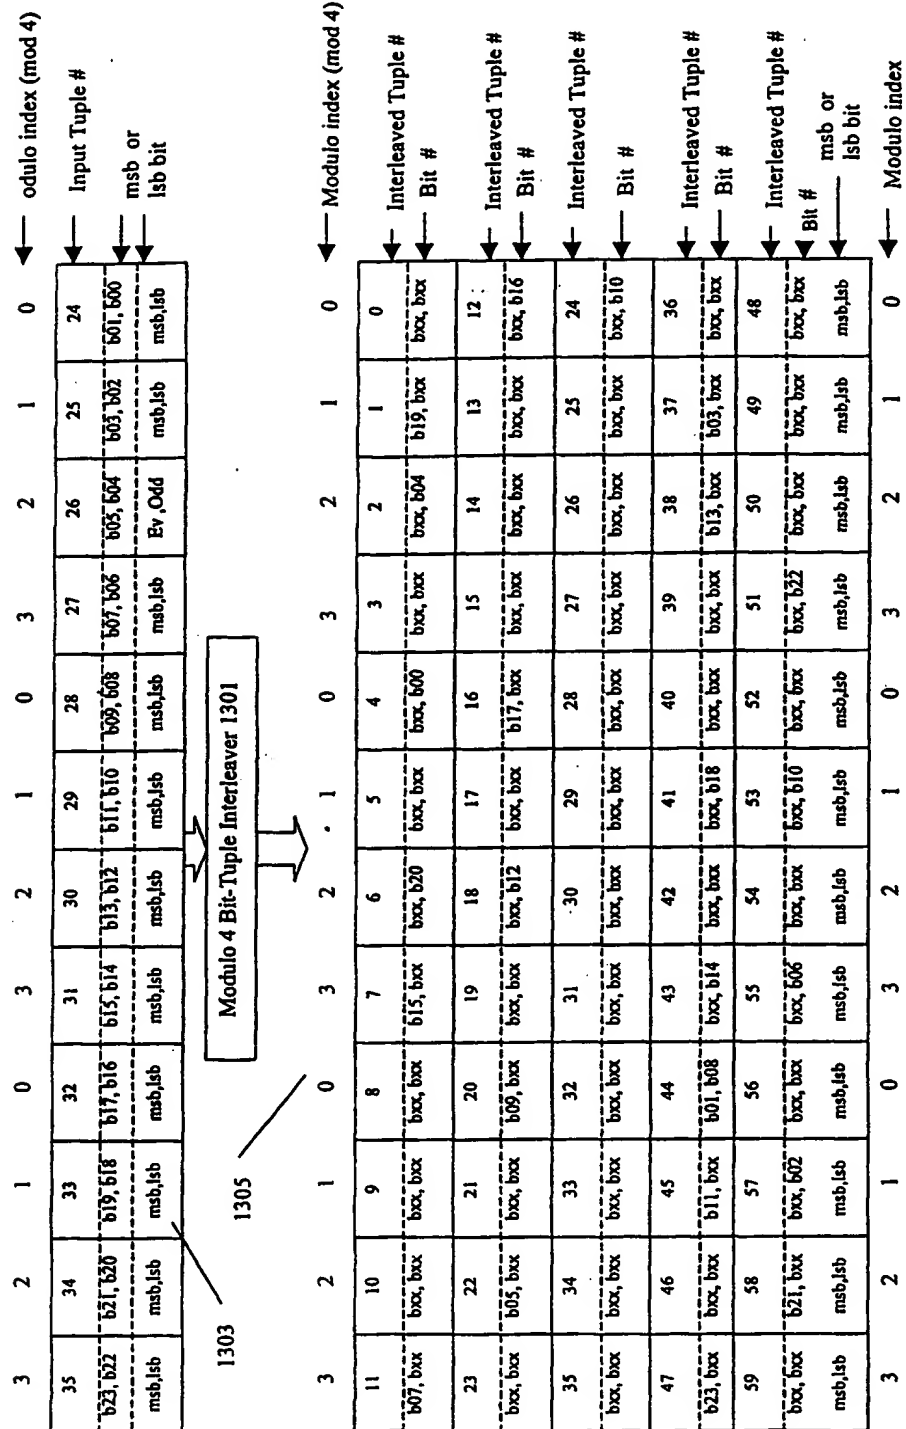 3 2 1 0 3 2 1 0 3 2 1 0 odulo index (mod 4)
35 34 33 32 31 30 29 28 27 26 25 24 Input Tuple #
b23, b22 b21, b20 b19, b18 b17, b16 b15, b14 b13, b12 b11, b10 b09, b08 b07, b06 b05, b04 b03, b02 b01, b00 msb or
msb,lsb msb,lsb msb,lsb msb,lsb msb,lsb msb,lsb msb,lsb msb,lsb msb,lsb Ev ,Odd msb,lsb msb,lsb lsb bit
1303
1305
Modulo 4 Bit-Tuple Interleaver 1301
3 2 1 0 3 2 1 0 3 2 1 0 Modulo index (mod 4)
11 10 9 8 7 6 5 4 3 2 1 0 Interleaved Tuple #
b07, bxx bxx, bxx bxx, bxx bxx, bxx b15, bxx bxx, b20 bxx, bxx bxx, b00 bxx, bxx bxx, b04 b19, bxx bxx, bxx Bit #
23 22 21 20 19 18 17 16 15 14 13 12 Interleaved Tuple #
bxx, bxx b05, bxx bxx, bxx b09, bxx bxx, bxx bxx, b12 bxx, bxx b17, bxx bxx, bxx bxx, bxx bxx, bxx bxx, b16 Bit #
35 34 33 32 31 30 29 28 27 26 25 24 Interleaved Tuple #
bxx, bxx bxx, bxx bxx, bxx bxx, bxx bxx, bxx bxx, bxx bxx, bxx bxx, bxx bxx, bxx bxx, bxx bxx, bxx bxx, b10 Bit #
47 46 45 44 43 42 41 40 39 38 37 36 Interleaved Tuple #
b23, bxx bxx, bxx b11, bxx b01, b08 bxx, b14 bxx, bxx bxx, b18 bxx, bxx bxx, bxx b13, bxx b03, bxx bxx, bxx Bit #
59 58 57 56 55 54 53 52 51 50 49 48 Interleaved Tuple #
bxx, bxx b21, bxx bxx, b02 bxx, bxx bxx, b06 bxx, bxx bxx, b10 bxx, bxx bxx, b22 bxx, bxx bxx, bxx bxx, bxx Bit #
msb,lsb msb,lsb msb,lsb msb,lsb msb,lsb msb,lsb msb,lsb msb,lsb msb,lsb msb,lsb msb,lsb msb,lsb msb or
lsb bit
3 2 1 0 3 2 1 0 3 2 1 0 Modulo index